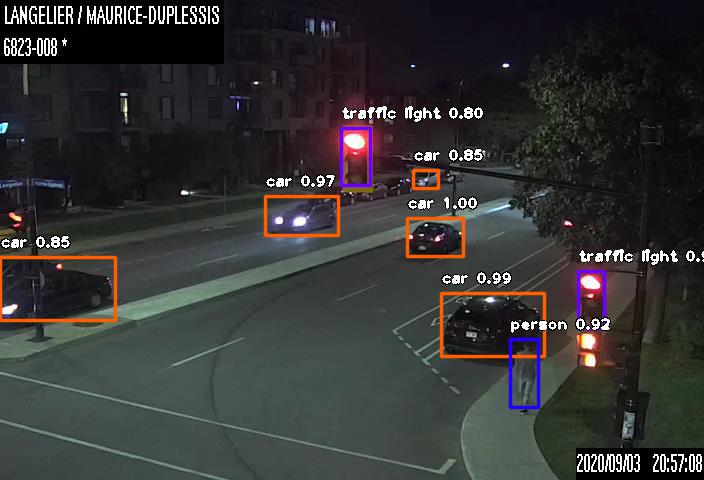 LANGELIER / MAURICE-DUPLESSIS
6823-008 *
traffic light 0.80
car 0.85
car 0.97
car 1.00
car 0.85
traffic light 0.9
car 0.99
person 0.92
2020/09/03 20:57:08